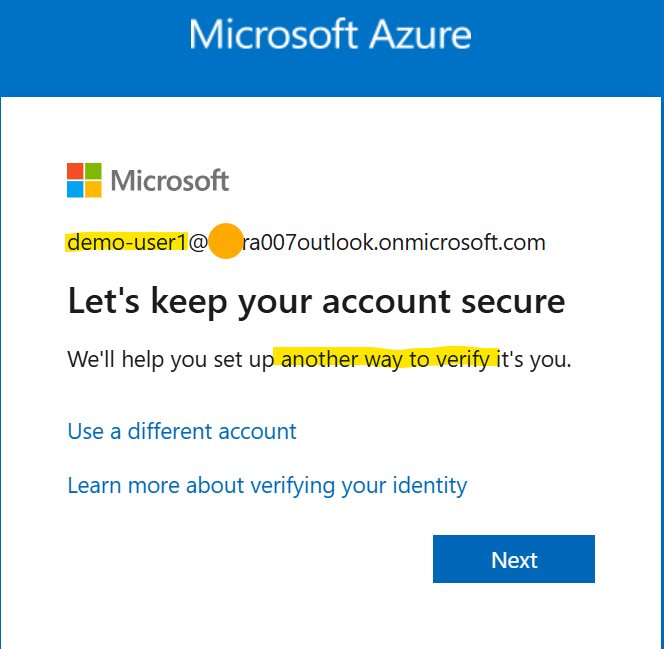 Microsoft Azure
Microsoft
demo-user1@ra007outlook.onmicrosoft.com
Let's keep your account secure
We'll help you set up another way to verify it's you.
Use a different account
Learn more about verifying your identity
Next